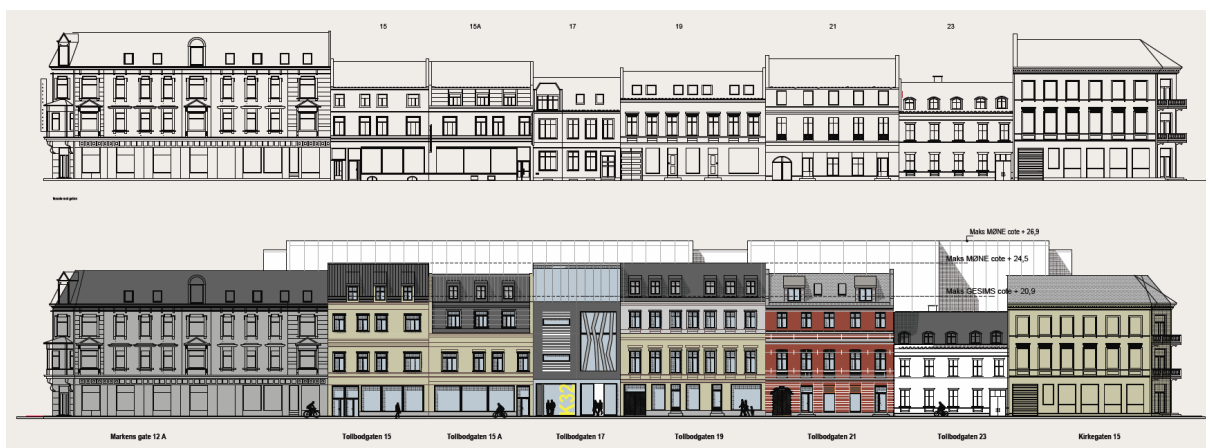 15
15A
17
19
21
23
Maks MØNE cote + 26,9
Maks MØNE cote + 24,5
Maks GESIMS cote + 20,9
K32
Markens gate 12 A
Tollbodgaten 15
Tollbodgaten 15 A
Tollbodgaten 17
Tollbodgaten 19
Tollbodgaten 21
Tollbodgaten 23
Kirkegaten 15